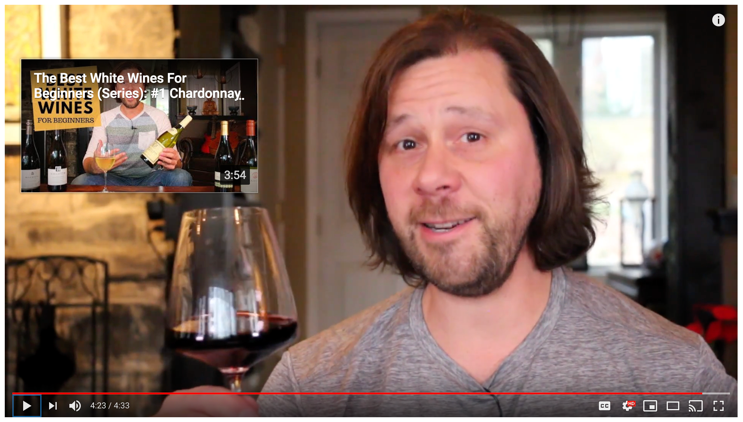 The Best White Wines For
Beginners (Series): #1 Chardonnay..
WINES
FOR BEGINNERS
3:54
4:23 / 4:33
CC
HD